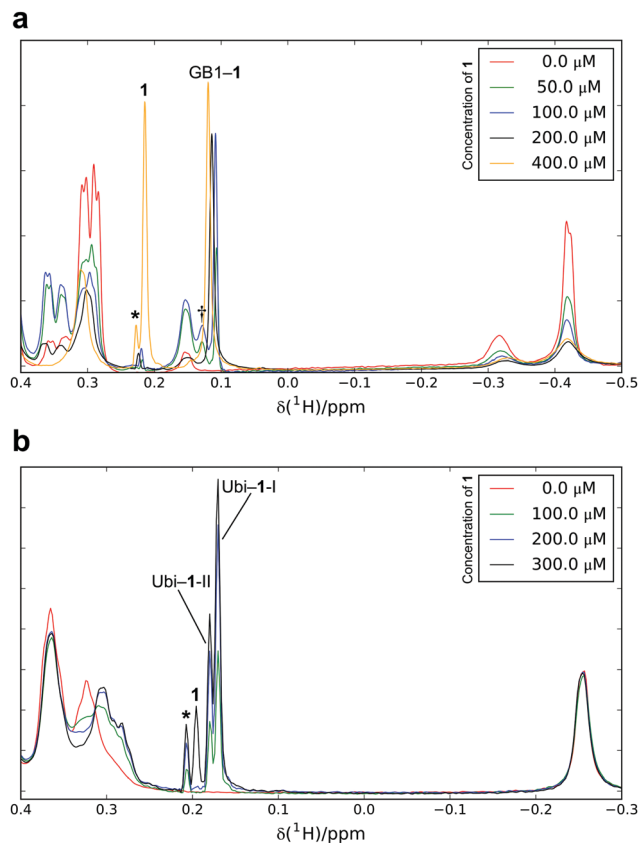 a
1
GB1–1
*
†
Concentration of 1
0.0 μM
50.0 μM
100.0 μM
200.0 μM
400.0 μM
0.4 0.3 0.2 0.1 0.0 −0.1 −0.2 −0.3 −0.4 −0.5
δ(¹H)/ppm
b
Ubi–1-I
Ubi–1-II
1
*
Concentration of 1
0.0 μM
100.0 μM
200.0 μM
300.0 μM
0.4 0.3 0.2 0.1 0.0 −0.1 −0.2 −0.3
δ(¹H)/ppm